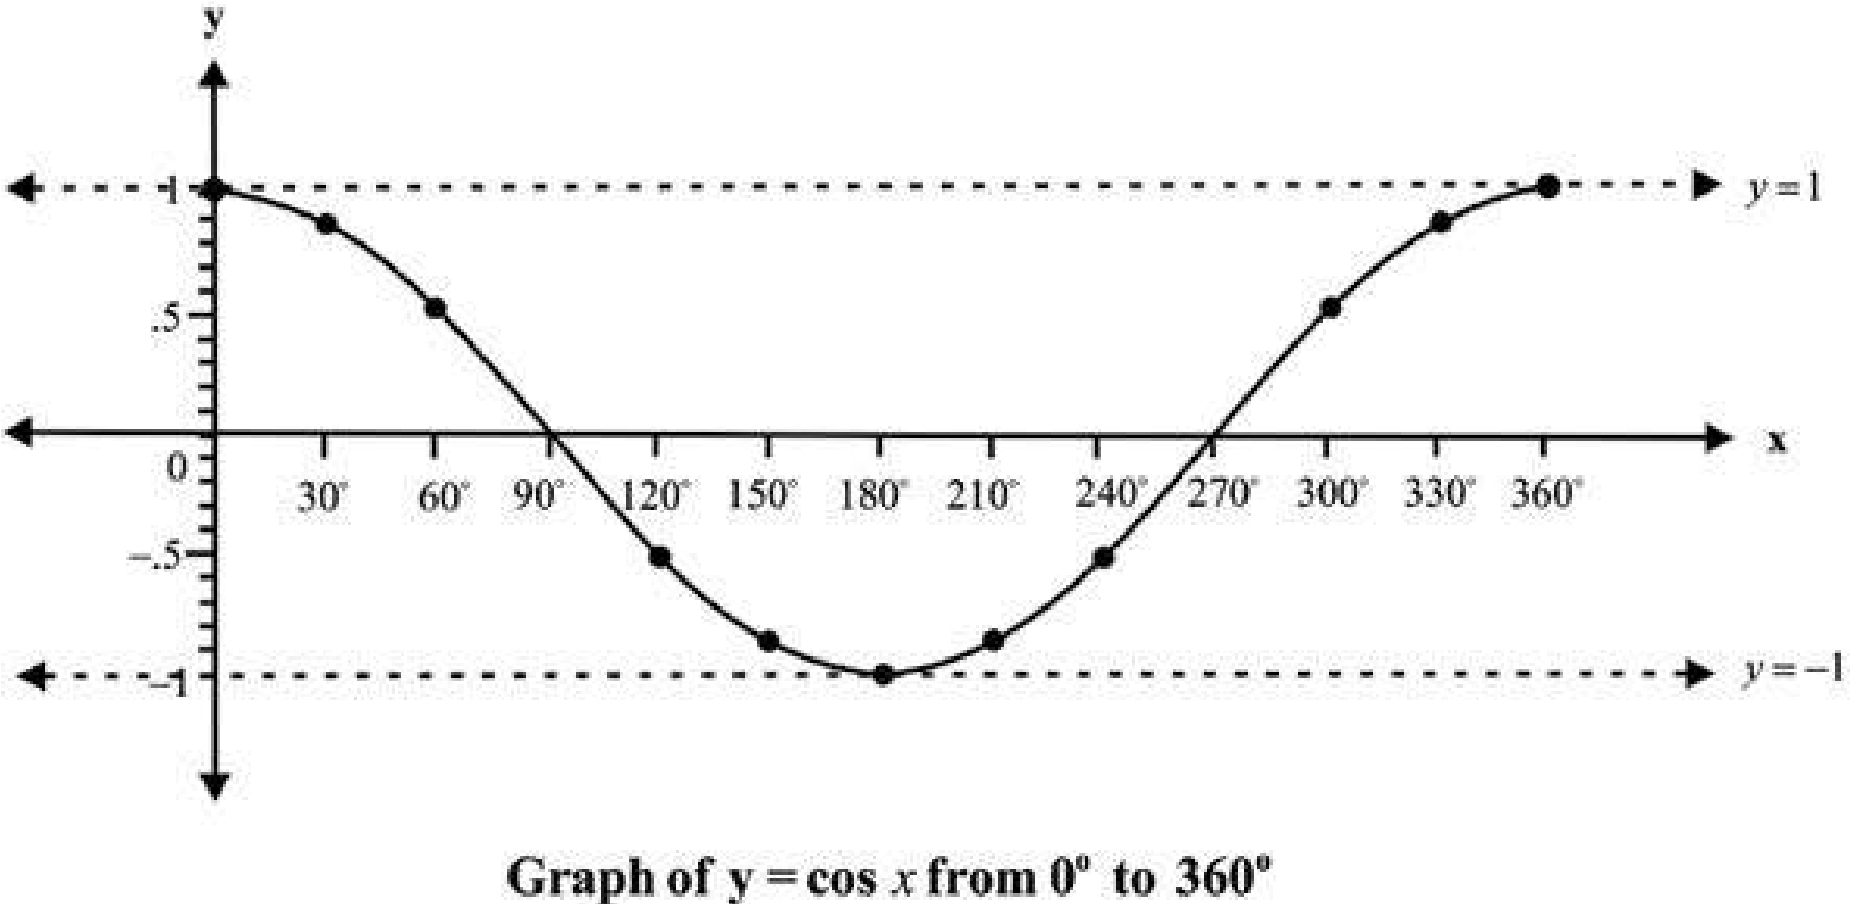 y
1
y = 1
.5
x
0
30° 60° 90° 120° 150° 180° 210° 240° 270° 300° 330° 360°
–.5
–1
y = –1
Graph of y = cos x from 0° to 360°